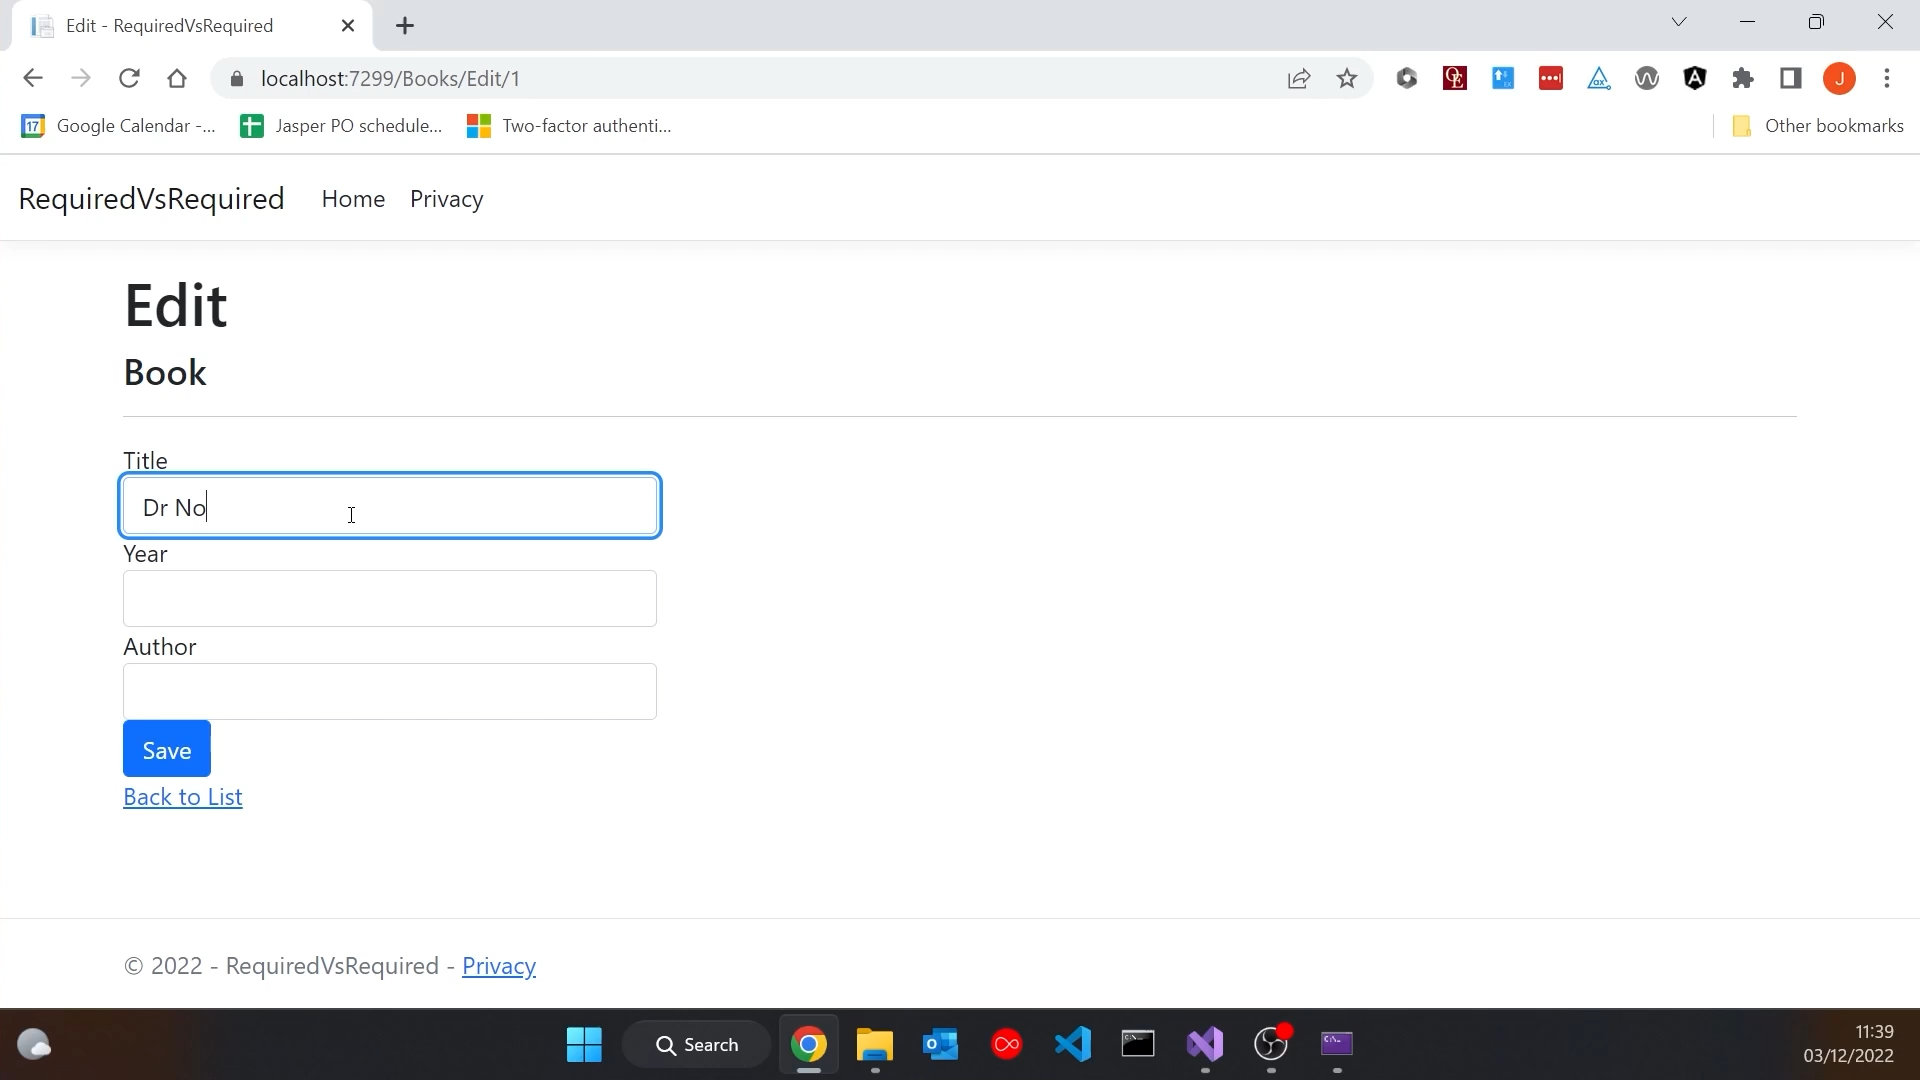 Edit - RequiredVsRequired
localhost:7299/Books/Edit/1
J
17 Google Calendar -... Jasper PO schedule... Two-factor authenti... Other bookmarks
RequiredVsRequired Home Privacy
Edit
Book
Title
Dr No
Year
Author
Save
Back to List
© 2022 - RequiredVsRequired - Privacy
Search
11:39
03/12/2022